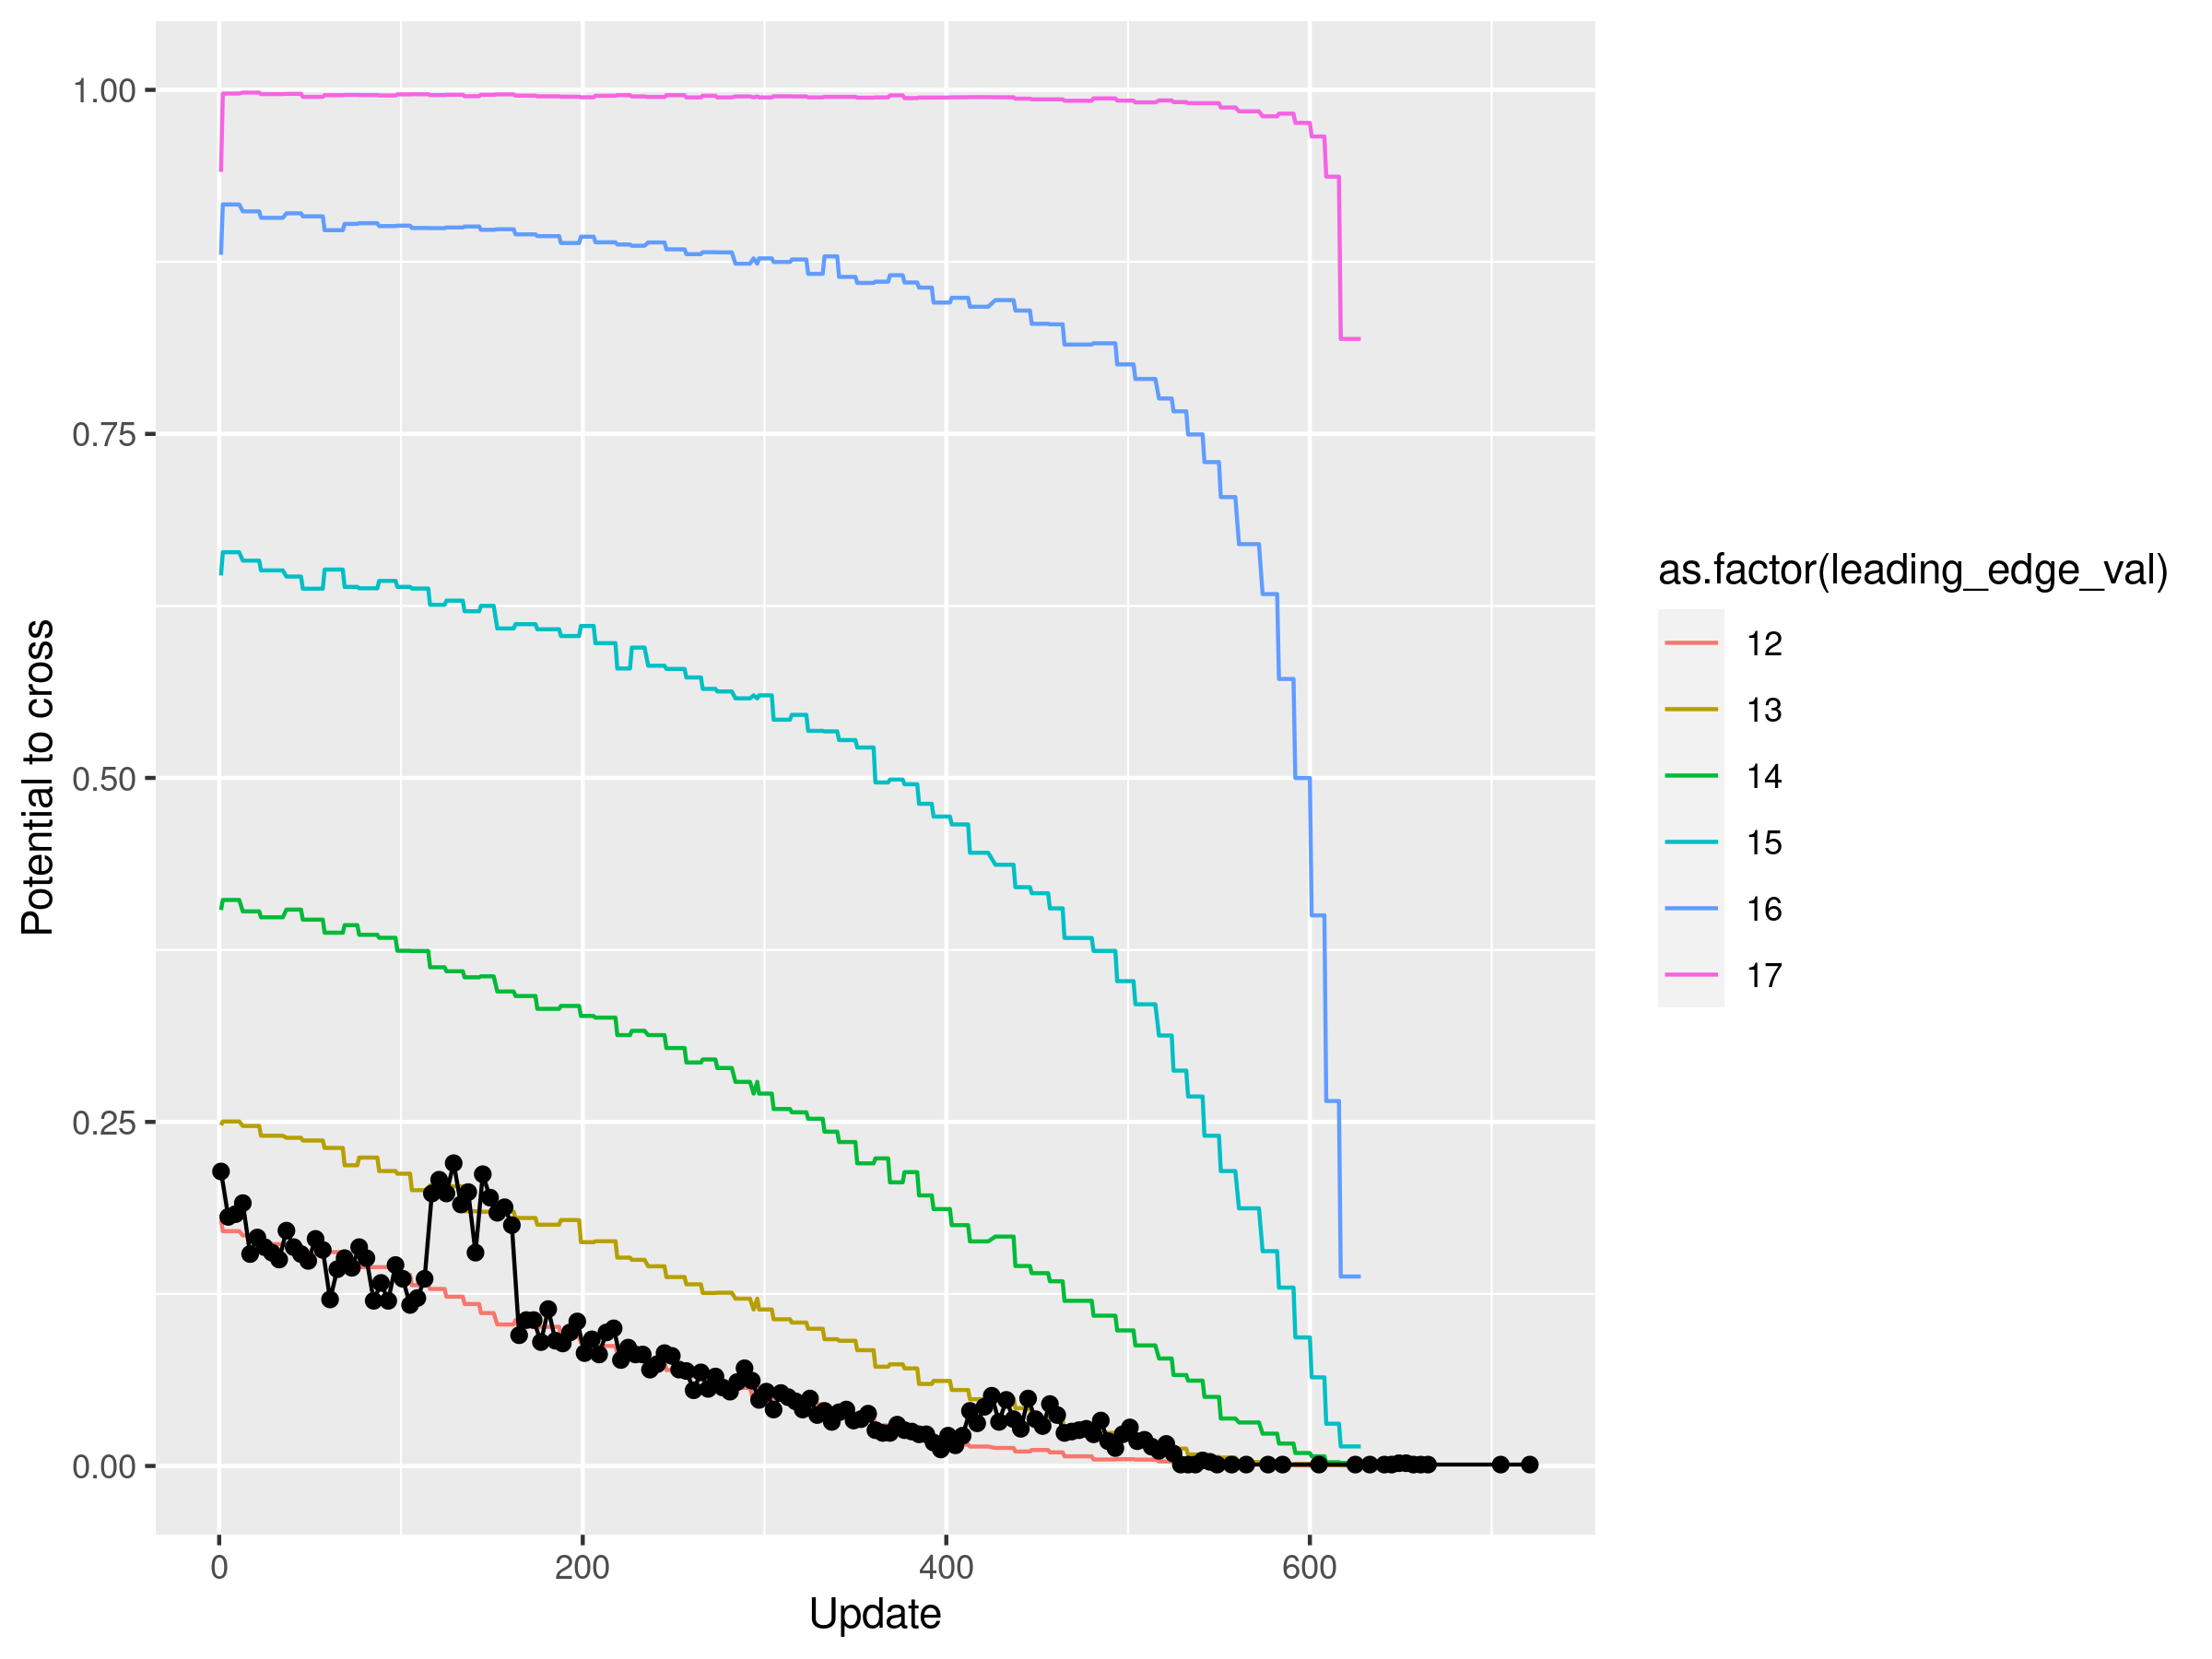 1.00
0.75
0.50
0.25
0.00
Potential to cross
0 200 400 600
Update
as.factor(leading_edge_val)
12
13
14
15
16
17